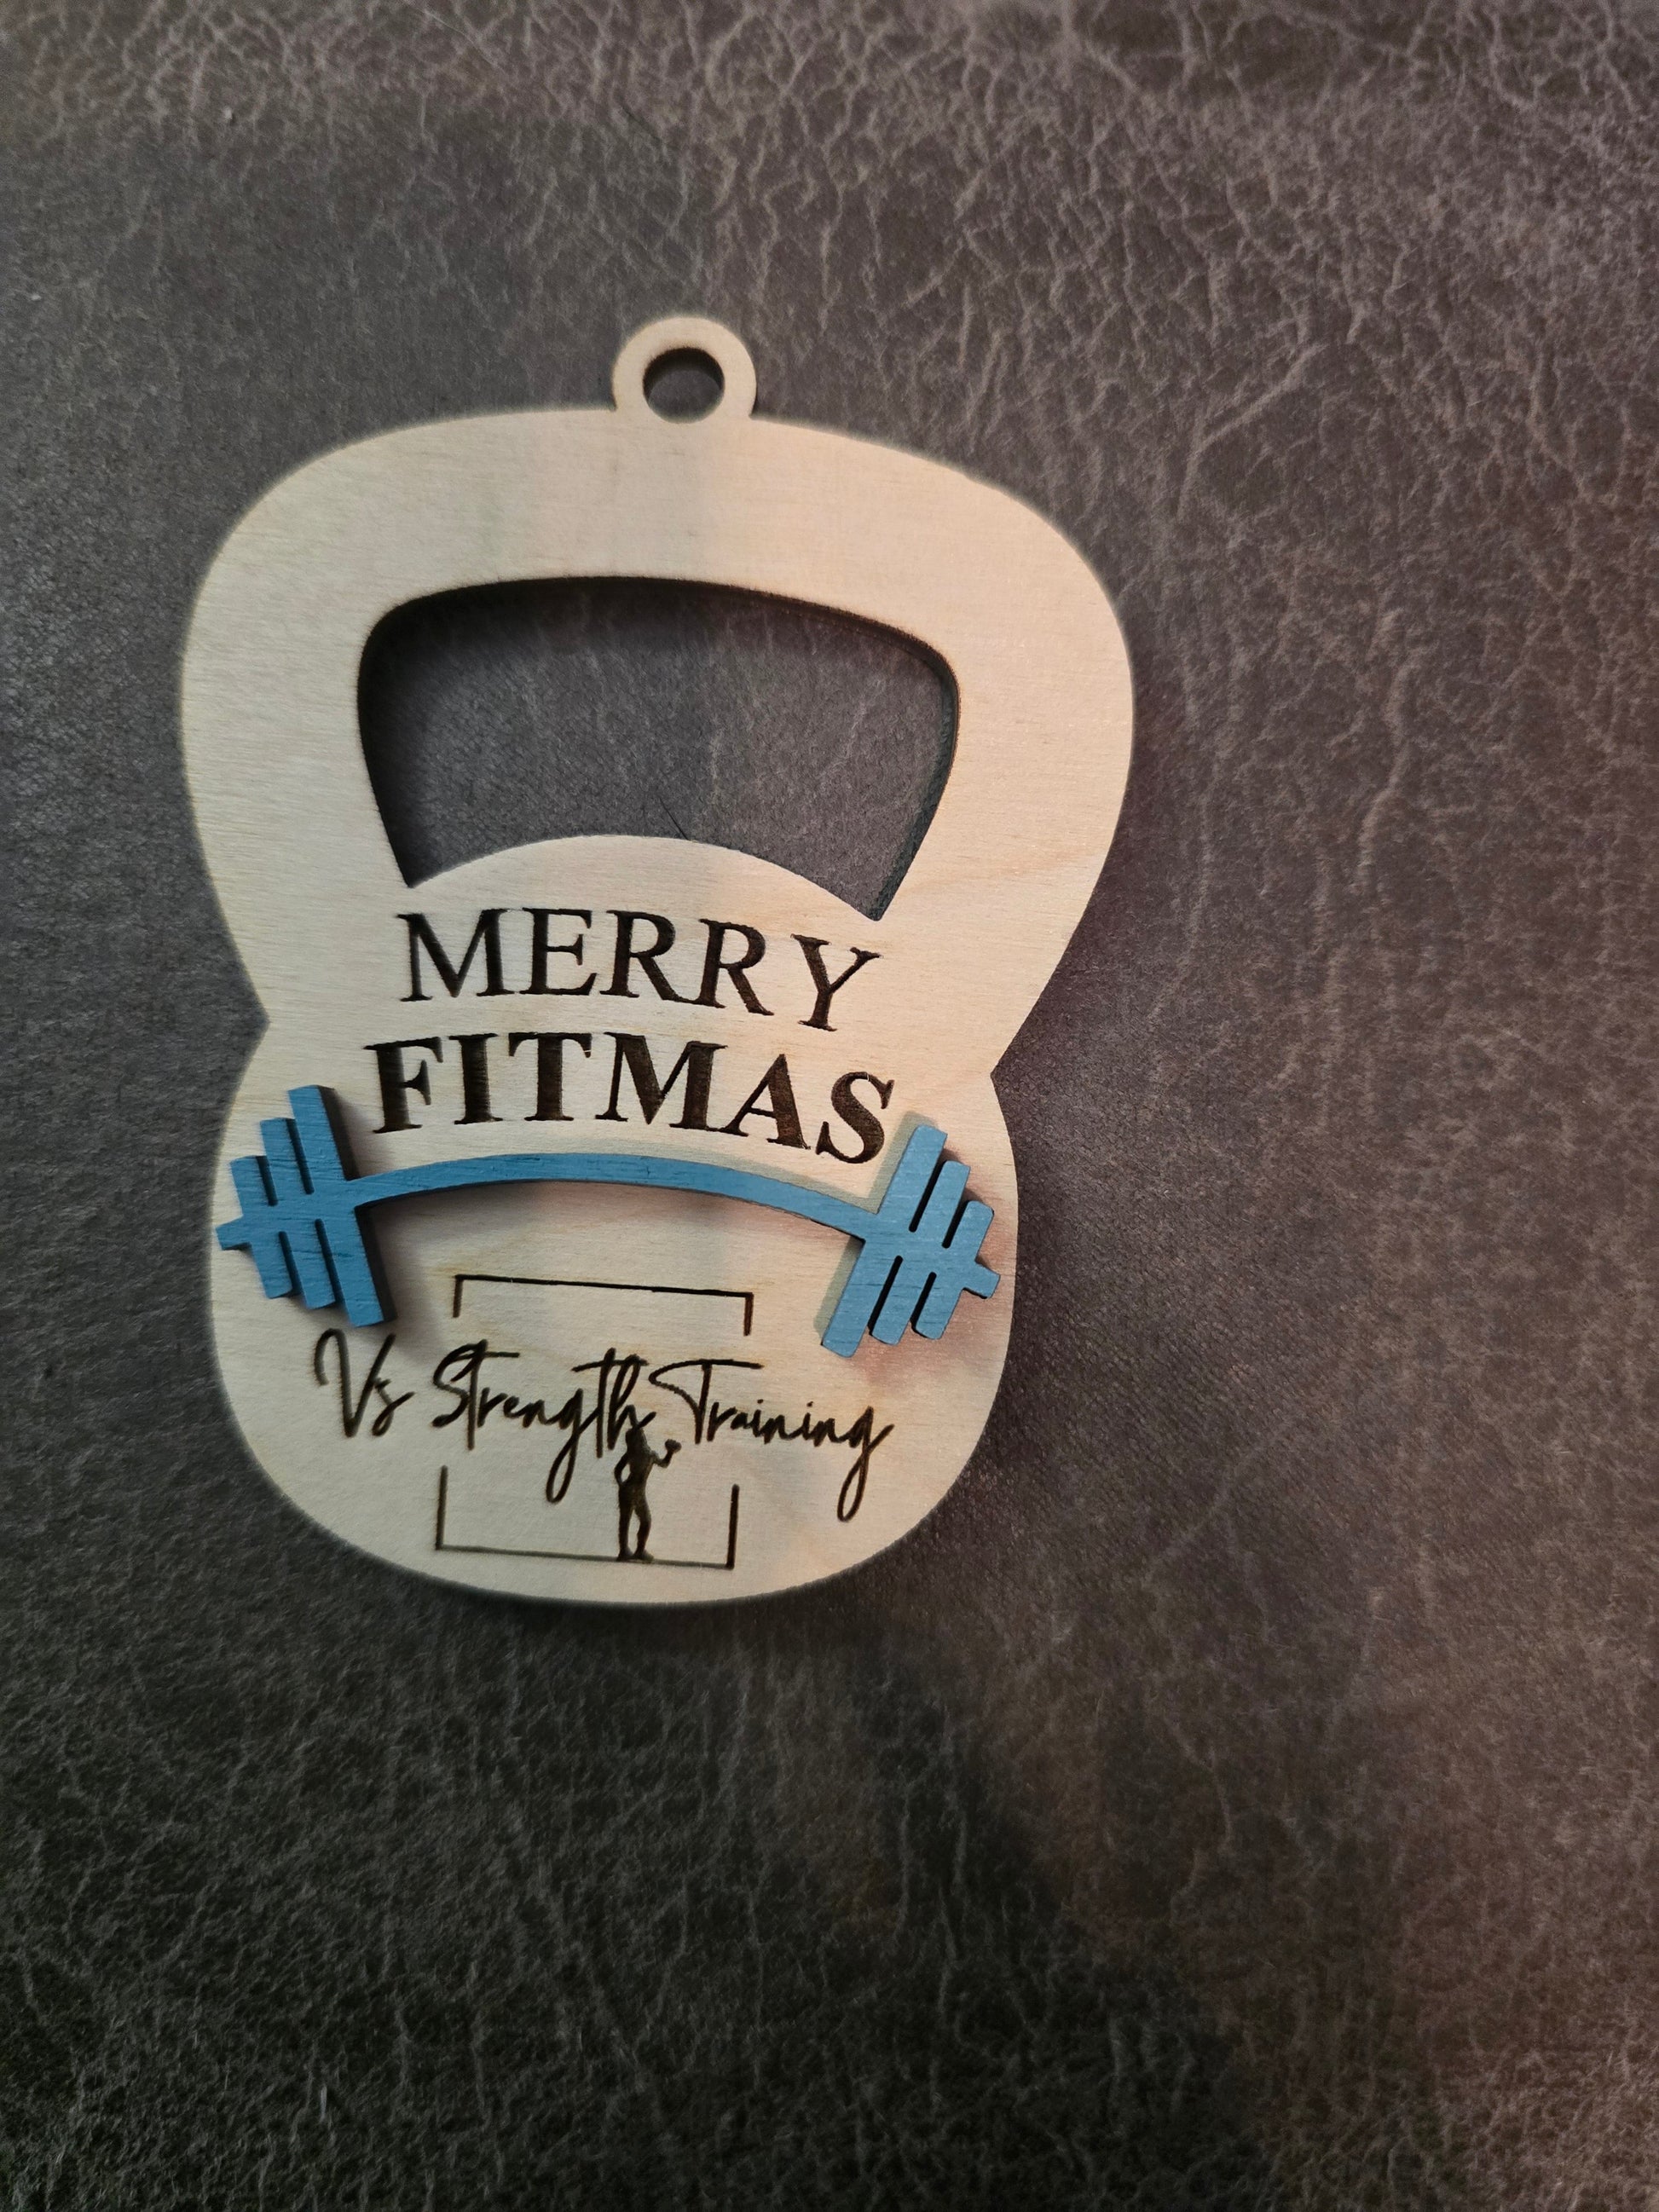 MERRY
FITMAS
Vs Strength Training